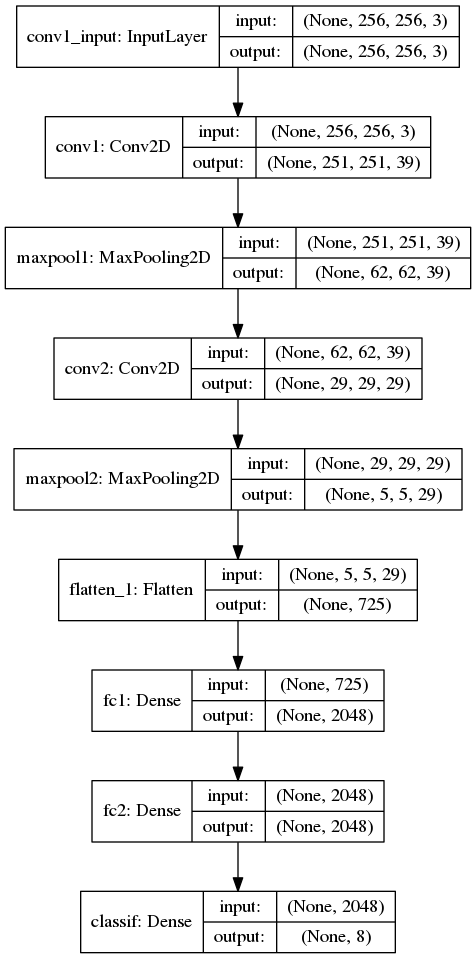 conv1_input: InputLayer
input: (None, 256, 256, 3)
output: (None, 256, 256, 3)
conv1: Conv2D
input: (None, 256, 256, 3)
output: (None, 251, 251, 39)
maxpool1: MaxPooling2D
input: (None, 251, 251, 39)
output: (None, 62, 62, 39)
conv2: Conv2D
input: (None, 62, 62, 39)
output: (None, 29, 29, 29)
maxpool2: MaxPooling2D
input: (None, 29, 29, 29)
output: (None, 5, 5, 29)
flatten_1: Flatten
input: (None, 5, 5, 29)
output: (None, 725)
fc1: Dense
input: (None, 725)
output: (None, 2048)
fc2: Dense
input: (None, 2048)
output: (None, 2048)
classif: Dense
input: (None, 2048)
output: (None, 8)